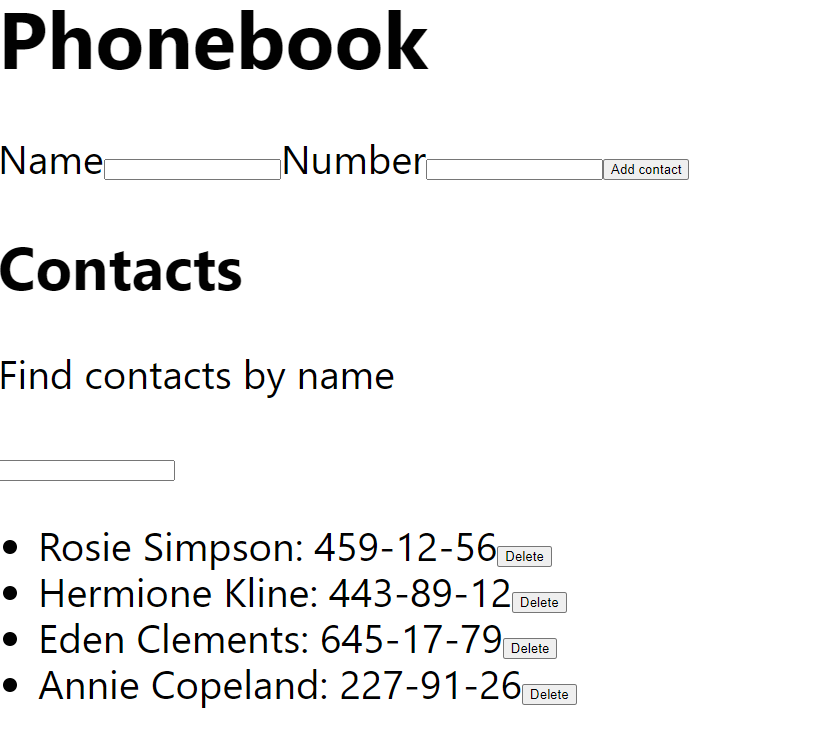 Phonebook
Name Number Add contact
Contacts
Find contacts by name
Rosie Simpson: 459-12-56 Delete
Hermione Kline: 443-89-12 Delete
Eden Clements: 645-17-79 Delete
Annie Copeland: 227-91-26 Delete